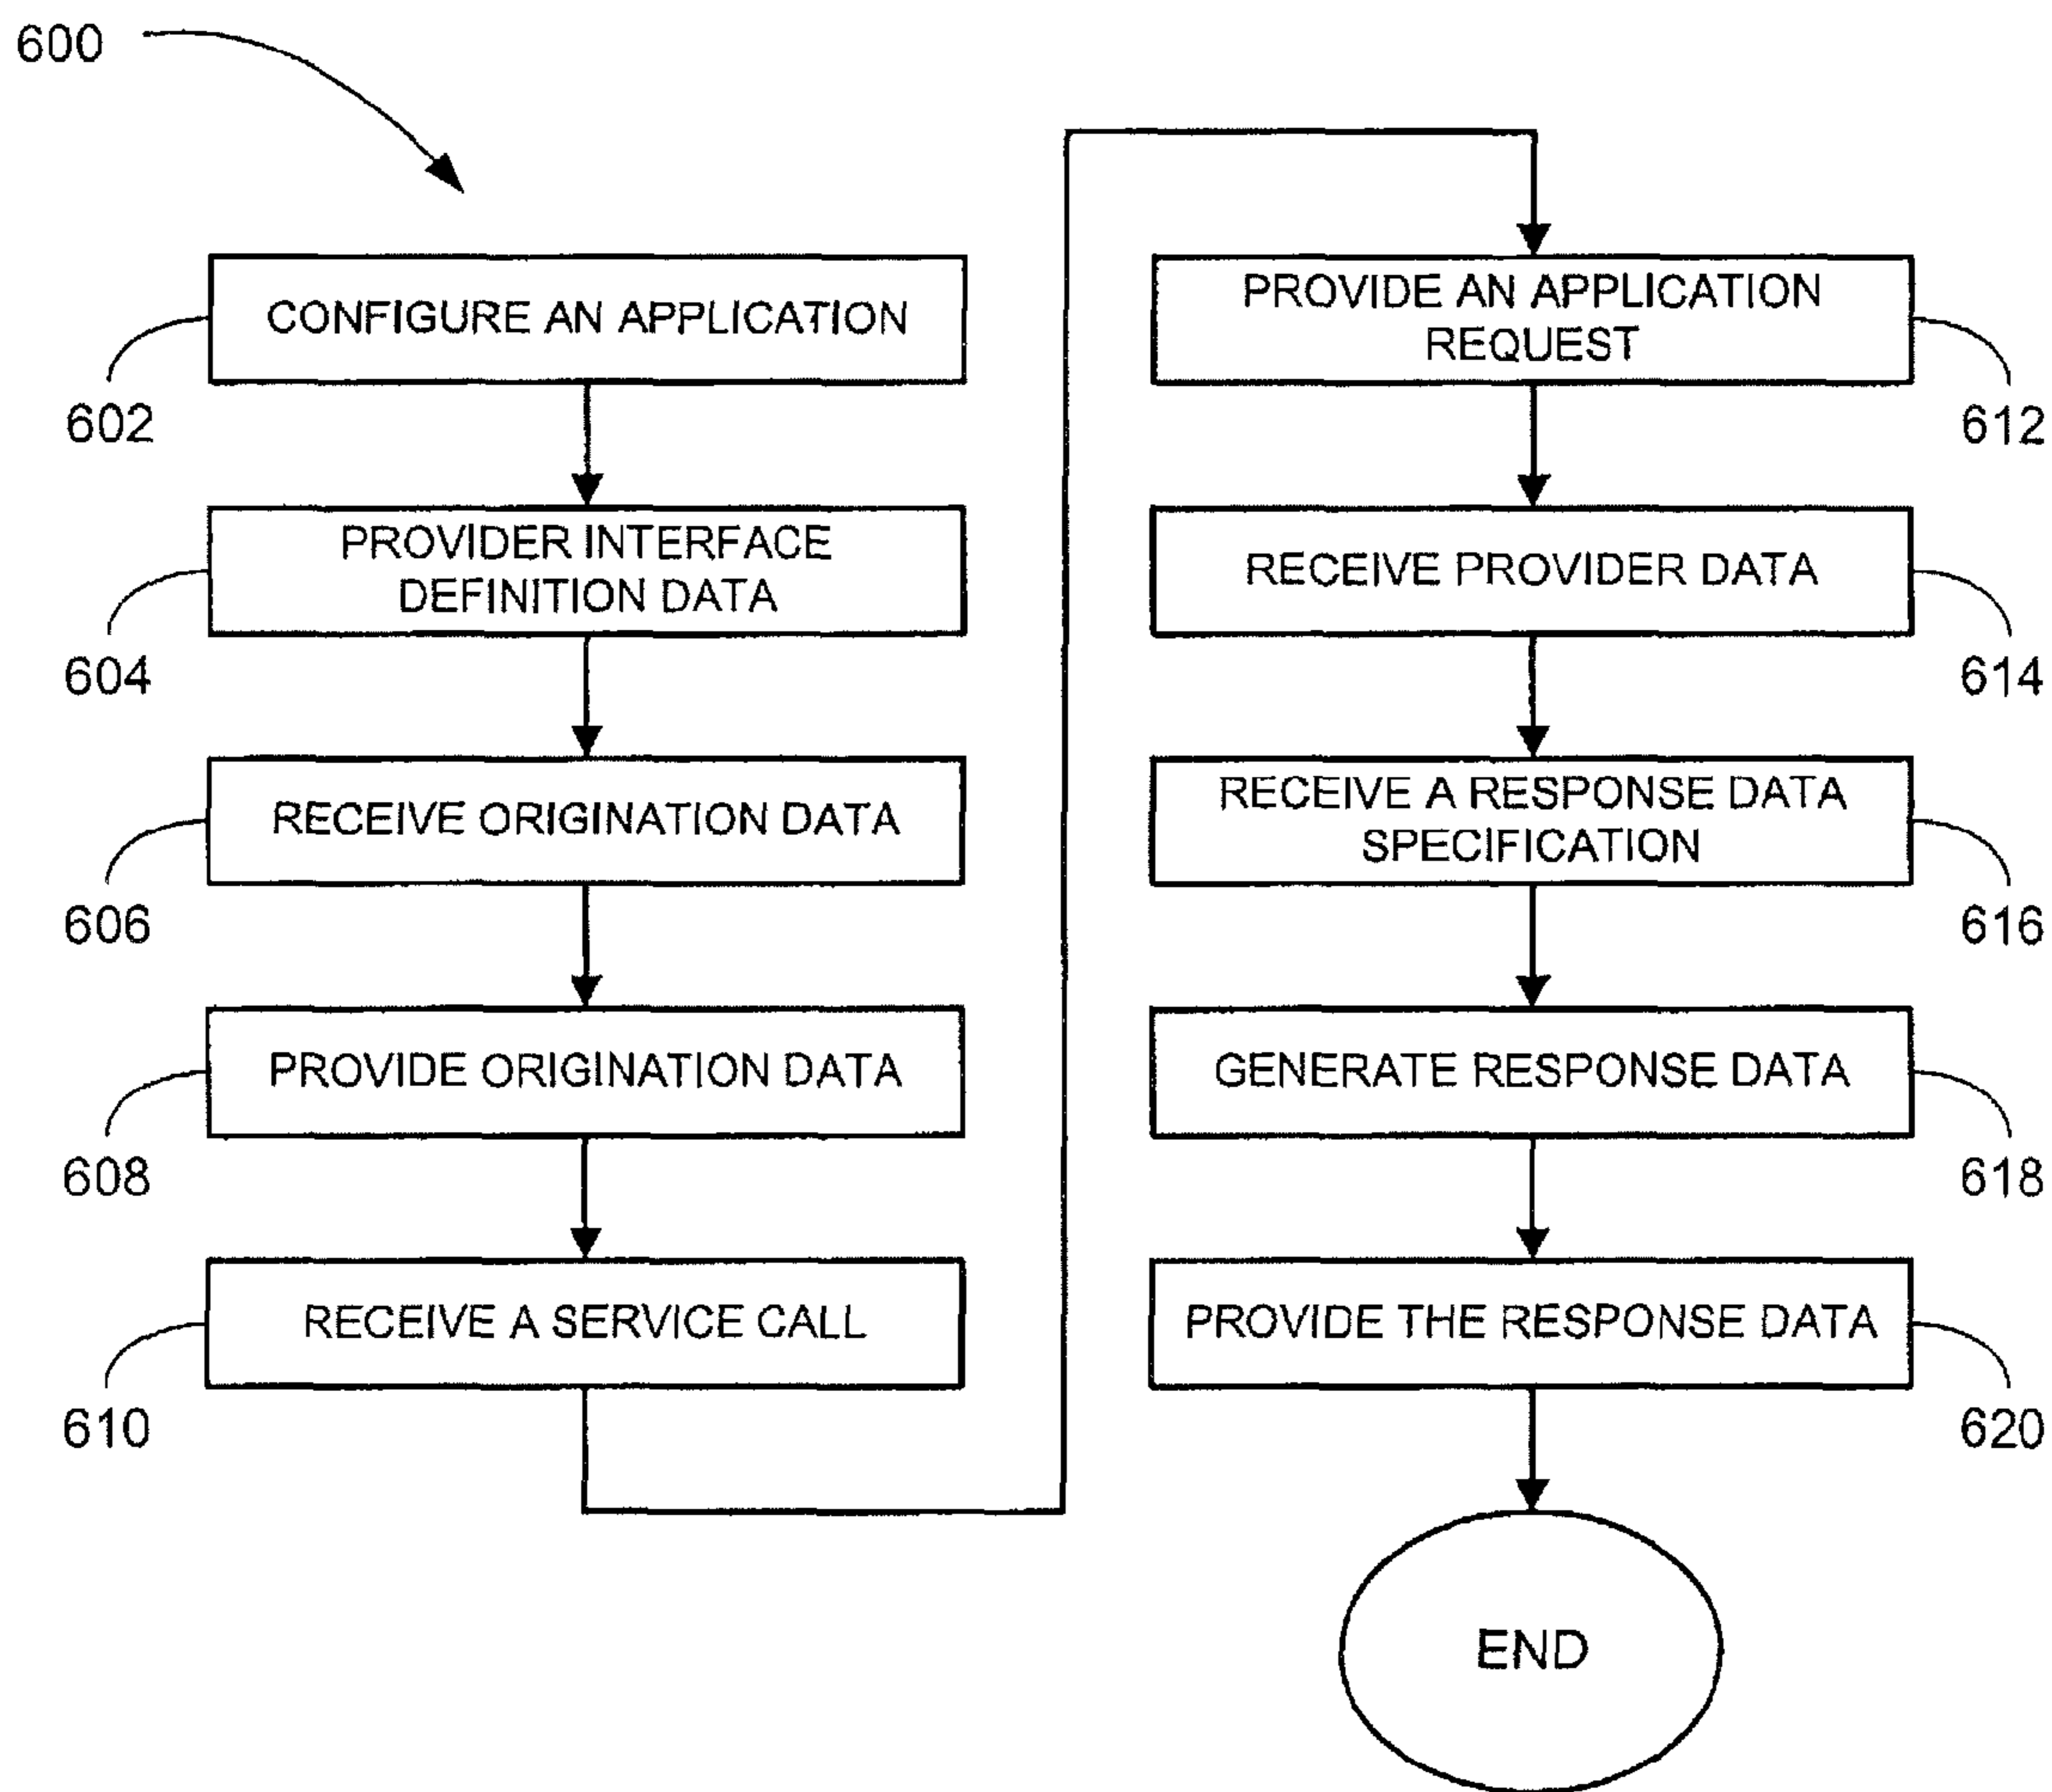 600
CONFIGURE AN APPLICATION
602
PROVIDER INTERFACE
DEFINITION DATA
604
RECEIVE ORIGINATION DATA
606
PROVIDE ORIGINATION DATA
608
RECEIVE A SERVICE CALL
610
PROVIDE AN APPLICATION
REQUEST
612
RECEIVE PROVIDER DATA
614
RECEIVE A RESPONSE DATA
SPECIFICATION
616
GENERATE RESPONSE DATA
618
PROVIDE THE RESPONSE DATA
620
END